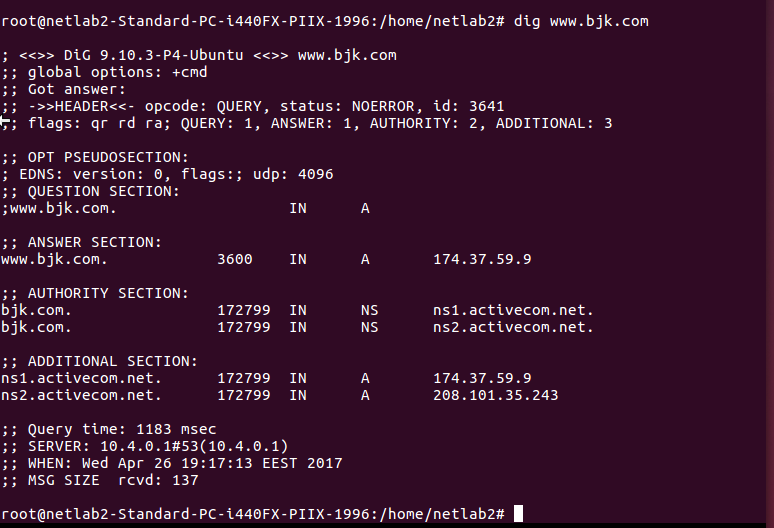 root@netlab2-Standard-PC-i440FX-PIIX-1996:/home/netlab2# dig www.bjk.com
; <<>> DiG 9.10.3-P4-Ubuntu <<>> www.bjk.com
;; global options: +cmd
;; Got answer:
;; ->>HEADER<<- opcode: QUERY, status: NOERROR, id: 3641
;; flags: qr rd ra; QUERY: 1, ANSWER: 1, AUTHORITY: 2, ADDITIONAL: 3
;; OPT PSEUDOSECTION:
; EDNS: version: 0, flags:; udp: 4096
;; QUESTION SECTION:
;www.bjk.com. IN A
;; ANSWER SECTION:
www.bjk.com. 3600 IN A 174.37.59.9
;; AUTHORITY SECTION:
bjk.com. 172799 IN NS ns1.activecom.net.
bjk.com. 172799 IN NS ns2.activecom.net.
;; ADDITIONAL SECTION:
ns1.activecom.net. 172799 IN A 174.37.59.9
ns2.activecom.net. 172799 IN A 208.101.35.243
;; Query time: 1183 msec
;; SERVER: 10.4.0.1#53(10.4.0.1)
;; WHEN: Wed Apr 26 19:17:13 EEST 2017
;; MSG SIZE  rcvd: 137
root@netlab2-Standard-PC-i440FX-PIIX-1996:/home/netlab2#